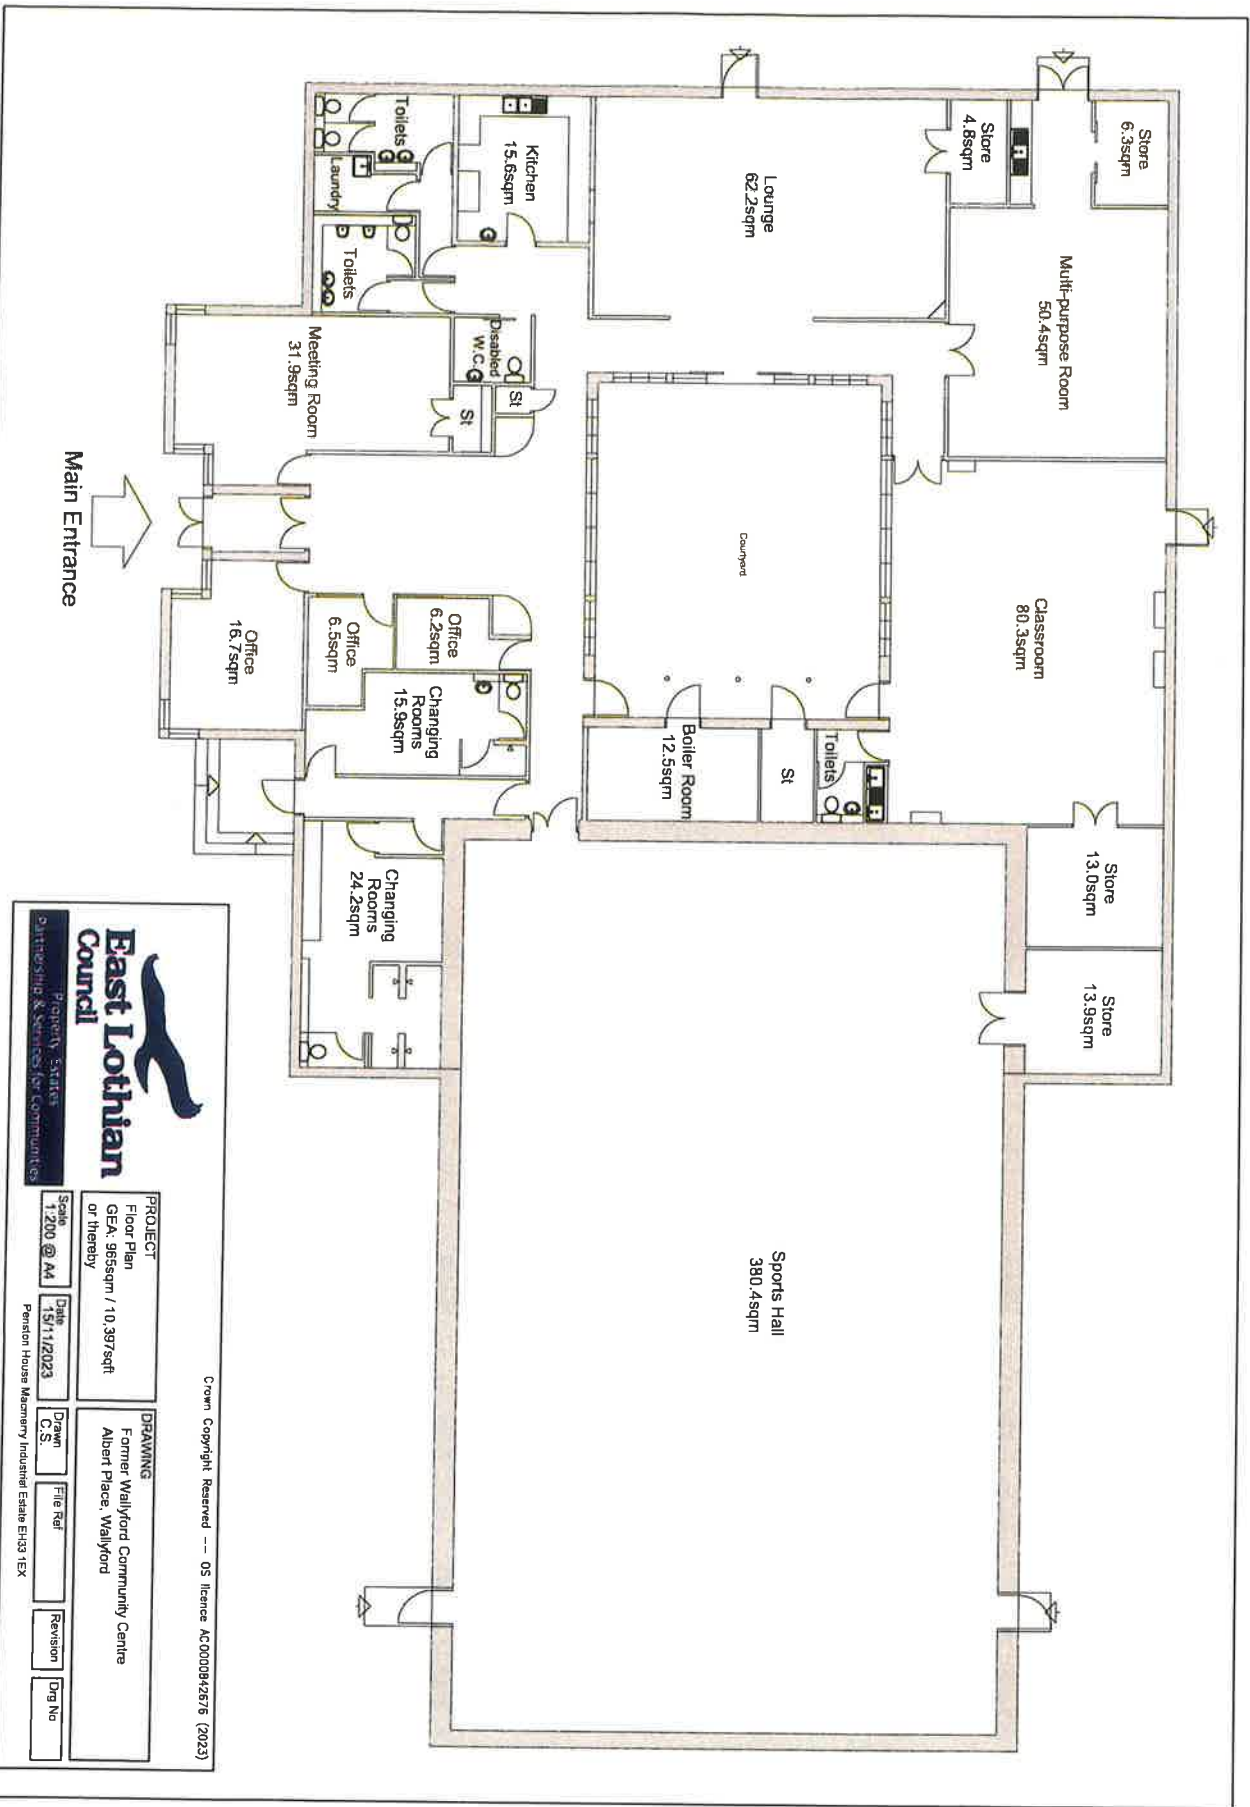 Store
6.3sqm
Store
4.8sqm
Multi-purpose Room
50.4sqm
Lounge
62.2sqm
Kitchen
15.6sqm
Toilets
Laundry
Toilets
Disabled
W.C.
St
St
Meeting Room
31.9sqm
Main Entrance
Courtyard
Classroom
80.3sqm
Office
6.2sqm
Office
6.5sqm
Office
16.7sqm
Changing
Rooms
15.9sqm
Boiler Room
12.5sqm
St
Toilets
Store
13.0sqm
Store
13.9sqm
Changing
Rooms
24.2sqm
Sports Hall
380.4sqm
Crown Copyright Reserved -- OS licence AC0000842676 (2023)
East Lothian
Council
Property Estates
Partnership & Services for Communities
PROJECT
Floor Plan
GEA: 965sqm / 10,397sqft
or thereby
DRAWING
Former Wallyford Community Centre
Albert Place, Wallyford
Scale
1:200 @ A4
Date
15/11/2023
Drawn
C.S.
File Ref
Revision
Drg No
Penston House Macmerry Industrial Estate EH33 1EX